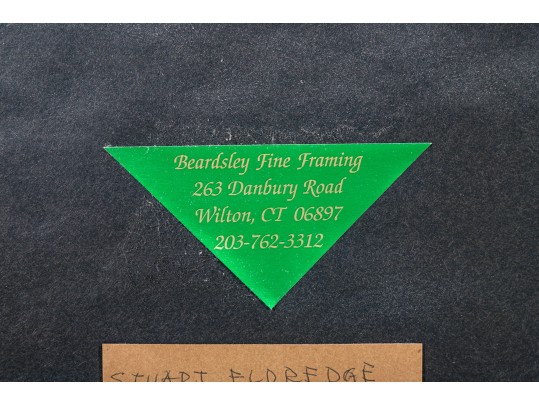 Beardsley Fine Framing
263 Danbury Road
Wilton, CT 06897
203-762-3312
STUART ELDREDGE